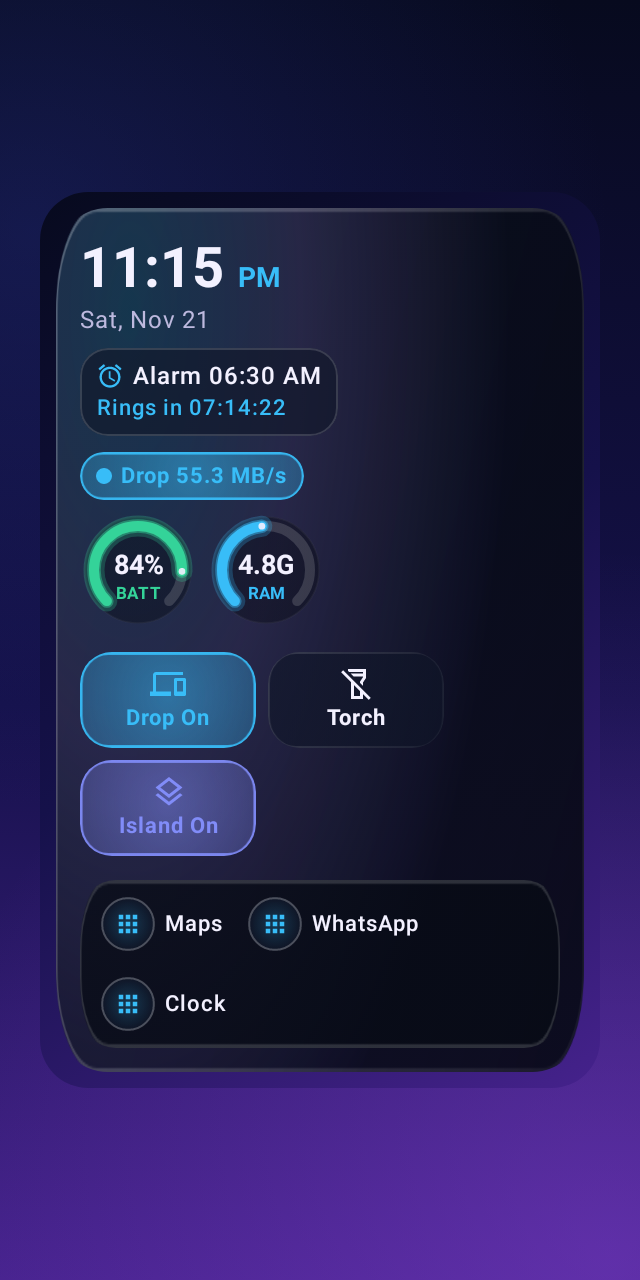 11:15 PM
Sat, Nov 21
Alarm 06:30 AM
Rings in 07:14:22
Drop 55.3 MB/s
84%
BATT
4.8G
RAM
Drop On
Torch
Island On
Maps
WhatsApp
Clock